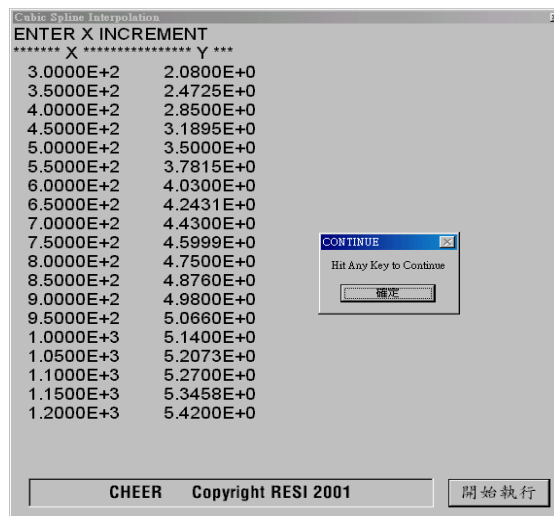 Cubic Spline Interpolation
ENTER X INCREMENT
******* X **************** Y ***
3.0000E+2 2.0800E+0
3.5000E+2 2.4725E+0
4.0000E+2 2.8500E+0
4.5000E+2 3.1895E+0
5.0000E+2 3.5000E+0
5.5000E+2 3.7815E+0
6.0000E+2 4.0300E+0
6.5000E+2 4.2431E+0
7.0000E+2 4.4300E+0
7.5000E+2 4.5999E+0
8.0000E+2 4.7500E+0
8.5000E+2 4.8760E+0
9.0000E+2 4.9800E+0
9.5000E+2 5.0660E+0
1.0000E+3 5.1400E+0
1.0500E+3 5.2073E+0
1.1000E+3 5.2700E+0
1.1500E+3 5.3458E+0
1.2000E+3 5.4200E+0
CONTINUE
Hit Any Key to Continue
確定
CHEER Copyright RESI 2001
開始執行